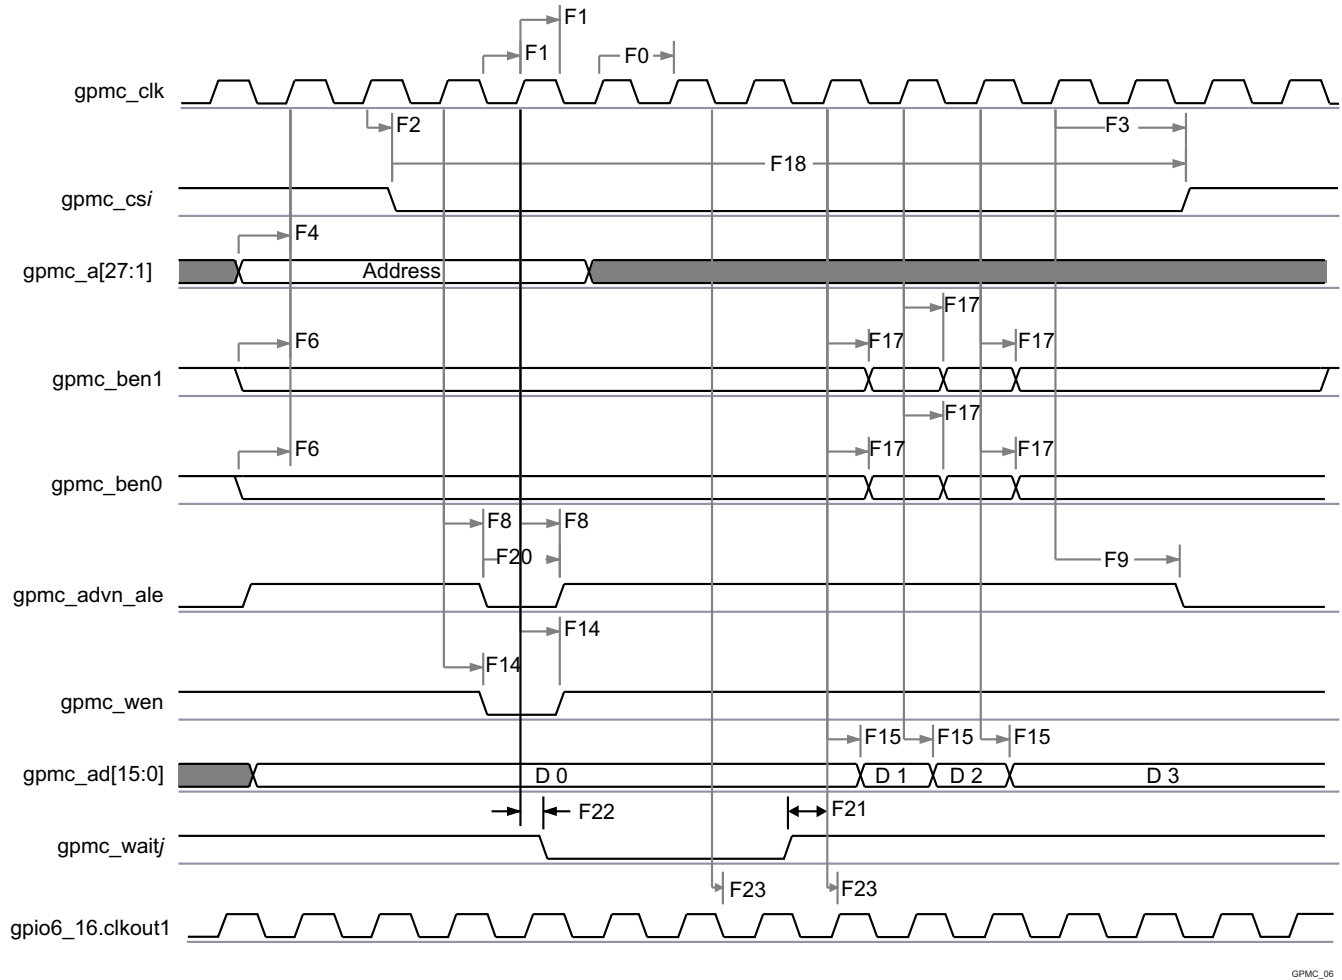 F1
F1
F0
gpmc_clk
F2
F3
F18
gpmc_csi
F4
gpmc_a[27:1]
Address
F17
F6
F17
F17
gpmc_ben1
F17
F6
F17
F17
gpmc_ben0
F8
F8
F20
F9
gpmc_advn_ale
F14
F14
gpmc_wen
F15
F15
F15
gpmc_ad[15:0]
D 0
D 1
D 2
D 3
F22
F21
gpmc_waitj
F23
F23
gpio6_16.clkout1
GPMC_06